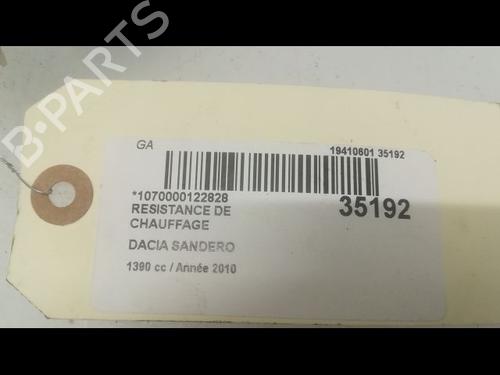 B-PARTS
GA
19410601 35192
*1070000122828
RESISTANCE DE
CHAUFFAGE
35192
DACIA SANDERO
1390 cc / Année 2010